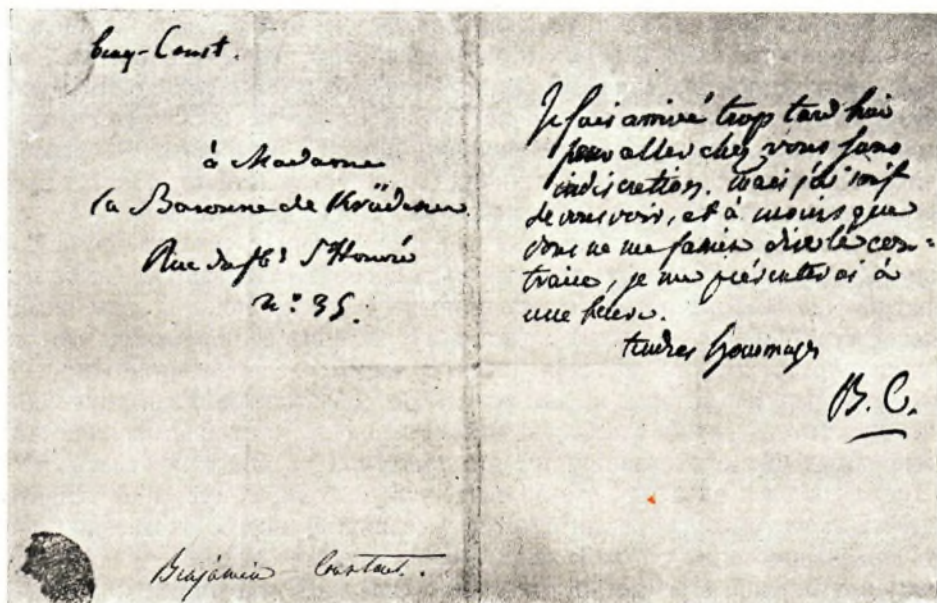 Benj-Const.
à Madame
la Baronne de Krüdener
Rue du fbg St Honoré
n.° 35.
Benjamin Constant.
Je suis arrivé trop tard hier
pour aller chez vous sans
indiscretion. mais j'ai soif
de vous voir, et à moins que
vous ne me fassiez dire le con-
traire, je me présenterai à
une heure.
tendres hommages
B. C.